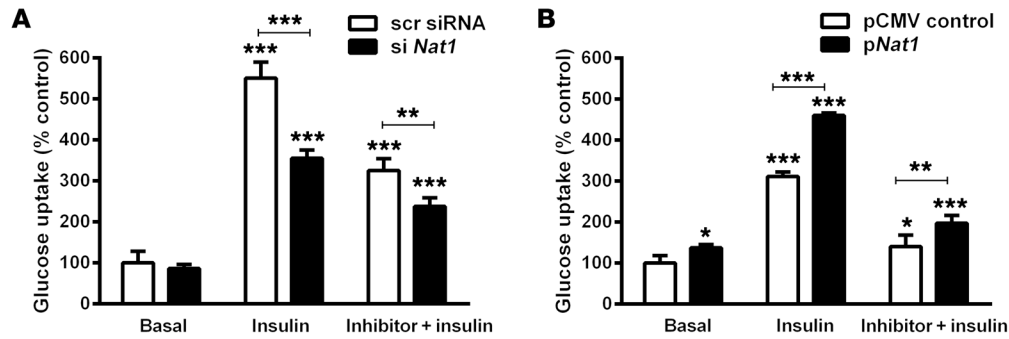 A
scr siRNA
si Nat1
Glucose uptake (% control)
600
500
400
300
200
100
0
***
***
***
***
**
***
Basal
Insulin
Inhibitor + insulin
B
pCMV control
pNat1
Glucose uptake (% control)
600
500
400
300
200
100
0
*
***
***
***
*
**
***
Basal
Insulin
Inhibitor + insulin